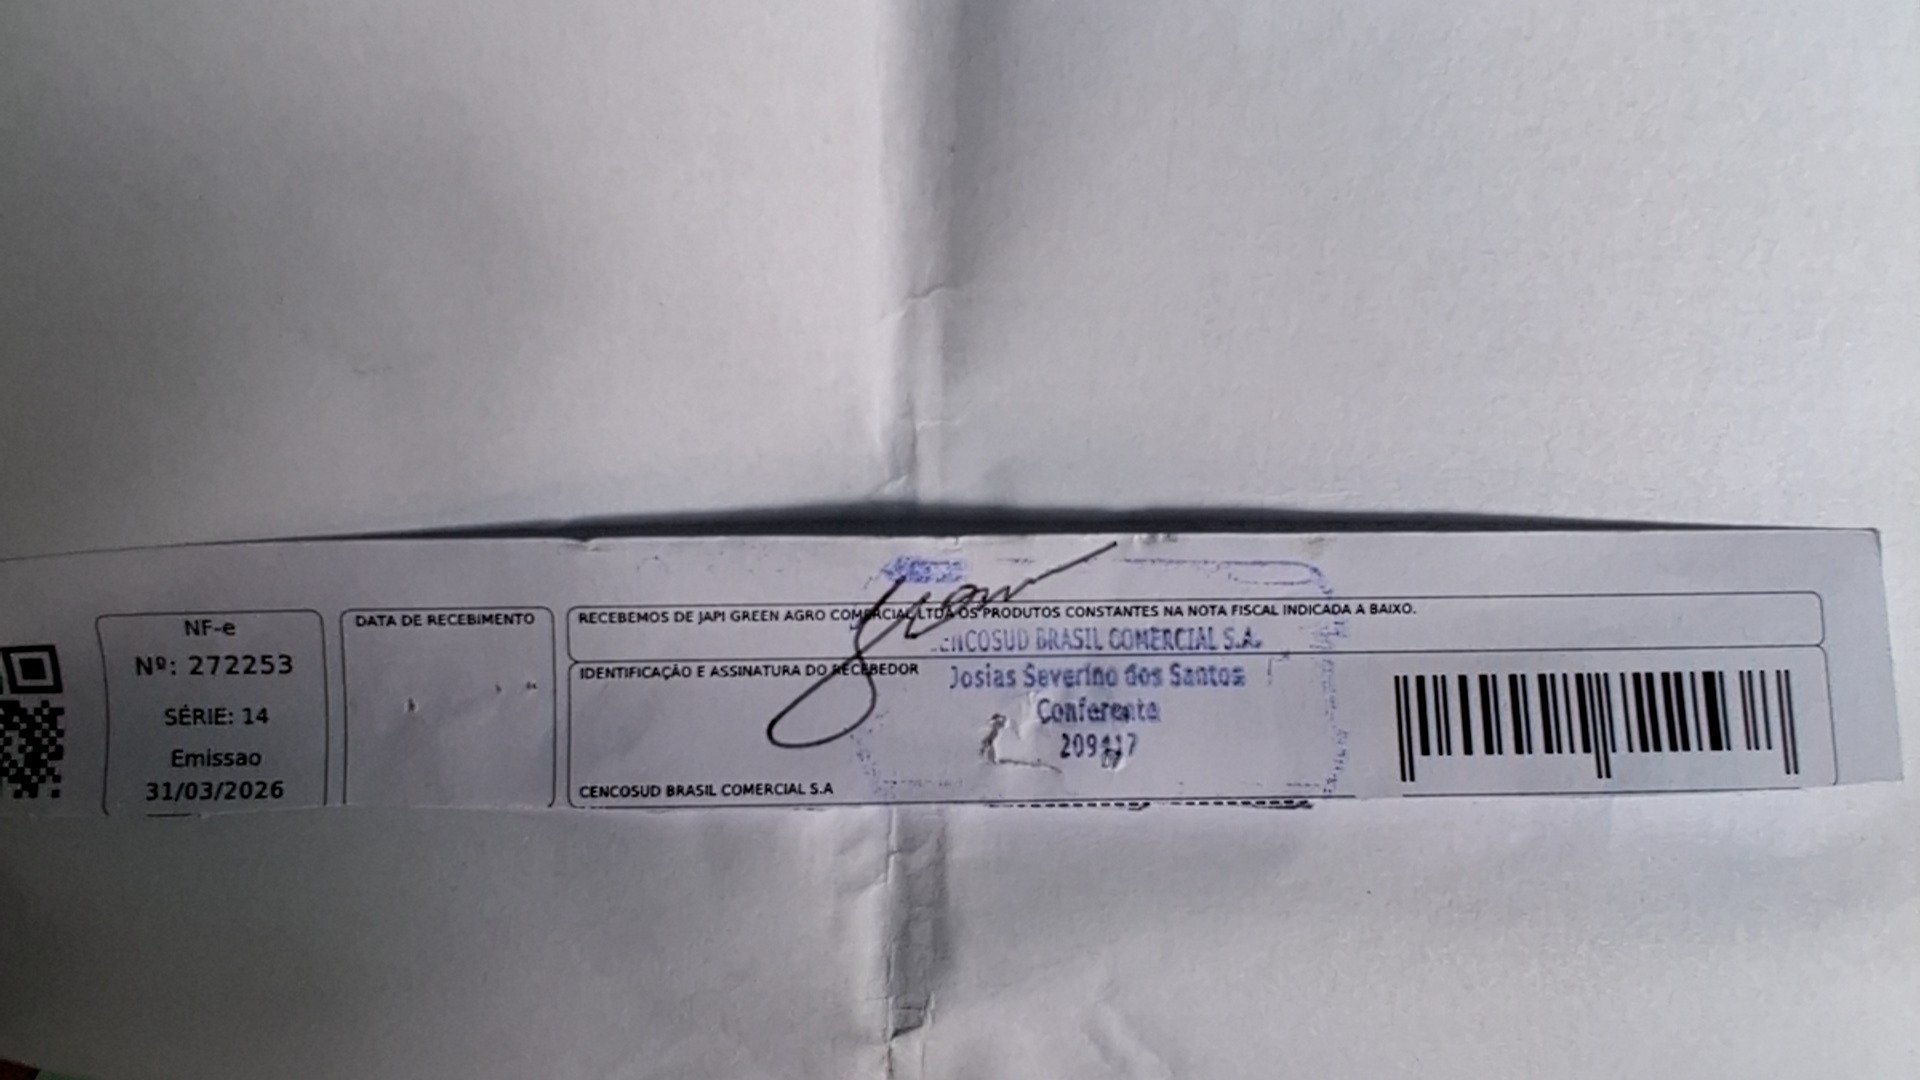 NF-e
Nº: 272253
SÉRIE: 14
Emissao
31/03/2026
DATA DE RECEBIMENTO
RECEBEMOS DE JAPI GREEN AGRO COMERCIAL LTDA OS PRODUTOS CONSTANTES NA NOTA FISCAL INDICADA A BAIXO.
IDENTIFICAÇÃO E ASSINATURA DO RECEBEDOR
CENCOSUD BRASIL COMERCIAL S.A.
Josias Severino dos Santos
Conferente
CENCOSUD BRASIL COMERCIAL S.A